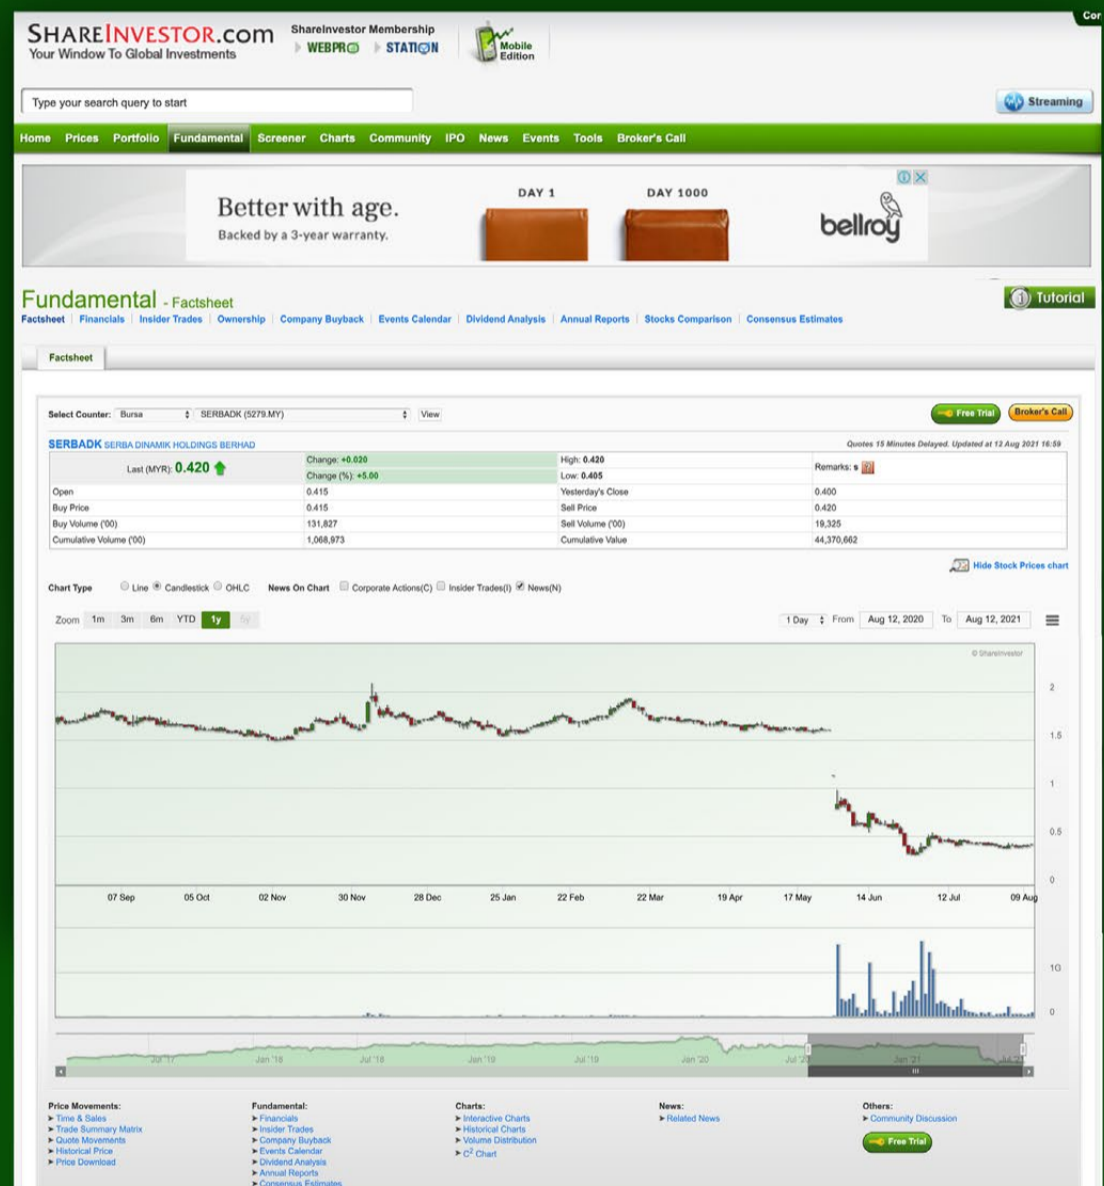 Cor
SHAREINVESTOR.com
Your Window To Global Investments
ShareInvestor Membership
WEBPRO STATION
Mobile
Edition
Type your search query to start
Streaming
Home Prices Portfolio Fundamental Screener Charts Community IPO News Events Tools Broker's Call
Better with age.
Backed by a 3-year warranty.
DAY 1 DAY 1000
bellroy
Fundamental - Factsheet
Tutorial
Factsheet Financials Insider Trades Ownership Company Buyback Events Calendar Dividend Analysis Annual Reports Stocks Comparison Consensus Estimates
Factsheet
Select Counter: Bursa SERBADK (5279.MY) View Free Trial Broker's Call
SERBADK SERBA DINAMIK HOLDINGS BERHAD Quotes 15 Minutes Delayed. Updated at 12 Aug 2021 16:59
Last (MYR): 0.420 Change: +0.020 High: 0.420 Remarks: s
Change (%): +5.00 Low: 0.405
Open 0.415 Yesterday's Close 0.400
Buy Price 0.415 Sell Price 0.420
Buy Volume ('00) 131,827 Sell Volume ('00) 19,325
Cumulative Volume ('00) 1,068,973 Cumulative Value 44,370,662
Hide Stock Prices chart
Chart Type Line Candlestick OHLC News On Chart Corporate Actions(C) Insider Trades(I) News(N)
Zoom 1m 3m 6m YTD 1y 5y 1 Day From Aug 12, 2020 To Aug 12, 2021
© ShareInvestor
2
1.5
1
0.5
0
07 Sep 05 Oct 02 Nov 30 Nov 28 Dec 25 Jan 22 Feb 22 Mar 19 Apr 17 May 14 Jun 12 Jul 09 Aug
1G
0
Jul '17 Jan '18 Jul '18 Jan '19 Jul '19 Jan '20 Jul '20 Jan '21 Jul '21
Price Movements: Fundamental: Charts: News: Others:
Time & Sales Financials Interactive Charts Related News Community Discussion
Trade Summary Matrix Insider Trades Historical Charts
Quote Movements Company Buyback Volume Distribution Free Trial
Historical Price Events Calendar C² Chart
Price Download Dividend Analysis
Annual Reports
Consensus Estimates